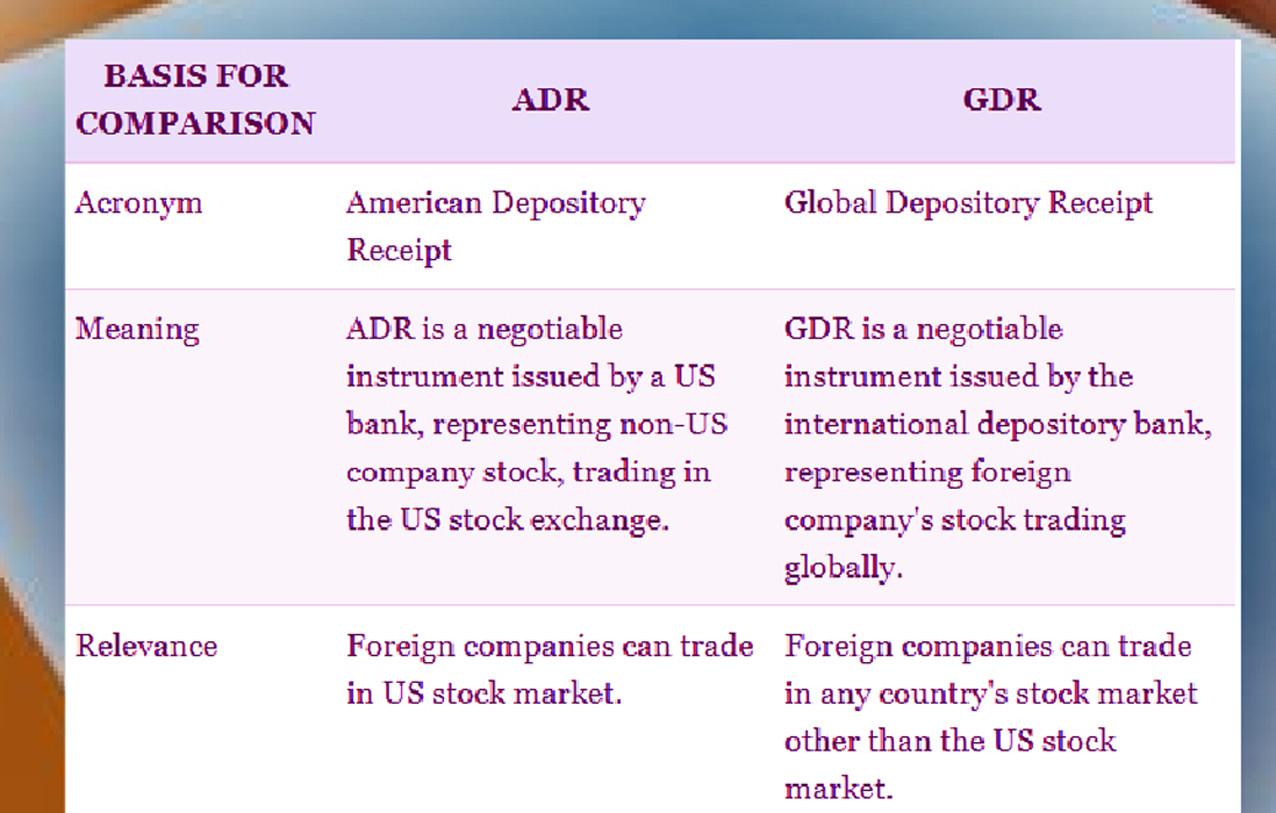 BASIS FOR
COMPARISON
ADR
GDR
Acronym
American Depository
Receipt
Global Depository Receipt
Meaning
ADR is a negotiable
instrument issued by a US
bank, representing non-US
company stock, trading in
the US stock exchange.
GDR is a negotiable
instrument issued by the
international depository bank,
representing foreign
company's stock trading
globally.
Relevance
Foreign companies can trade
in US stock market.
Foreign companies can trade
in any country's stock market
other than the US stock
market.